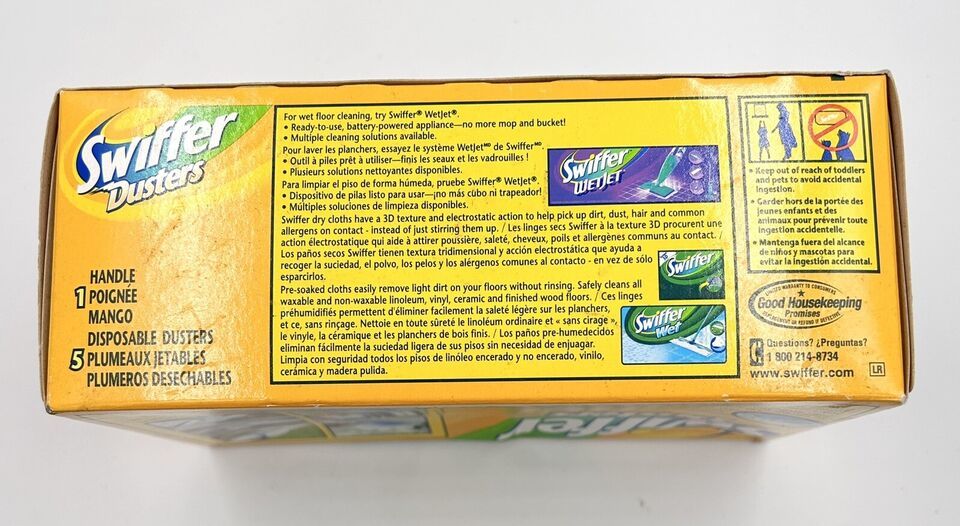 Swiffer
Dusters
HANDLE
1 POIGNÉE
MANGO
DISPOSABLE DUSTERS
5 PLUMEAUX JETABLES
PLUMEROS DESECHABLES
For wet floor cleaning, try Swiffer® WetJet®.
• Ready-to-use, battery-powered appliance—no more mop and bucket!
• Multiple cleaning solutions available.
Pour laver les planchers, essayez le système WetJetMD de SwifferMD.
• Outil à piles prêt à utiliser—finis les seaux et les vadrouilles !
• Plusieurs solutions nettoyantes disponibles.
Para limpiar el piso de forma húmeda, pruebe Swiffer® WetJet®.
• Dispositivo de pilas listo para usar—¡no más cubo ni trapeador!
• Múltiples soluciones de limpieza disponibles.
Swiffer
WETJET
Swiffer dry cloths have a 3D texture and electrostatic action to help pick up dirt, dust, hair and common
allergens on contact - instead of just stirring them up. / Les linges secs Swiffer à la texture 3D procurent une
action électrostatique qui aide à attirer poussière, saleté, cheveux, poils et allergènes communs au contact. /
Los paños secos Swiffer tienen textura tridimensional y acción electrostática que ayuda a
recoger la suciedad, el polvo, los pelos y los alérgenos comunes al contacto - en vez de sólo
esparcirlos.
Swiffer
Pre-soaked cloths easily remove light dirt on your floors without rinsing. Safely cleans all
waxable and non-waxable linoleum, vinyl, ceramic and finished wood floors. / Ces linges
préhumidifiés permettent d'éliminer facilement la saleté légère sur les planchers,
et ce, sans rinçage. Nettoie en toute sûreté le linoléum ordinaire et « sans cirage »,
le vinyle, la céramique et les planchers de bois finis. / Los paños pre-humedecidos
eliminan fácilmente la suciedad ligera de sus pisos sin necesidad de enjuagar.
Limpia con seguridad todos los pisos de linóleo encerado y no encerado, vinilo,
cerámica y madera pulida.
Swiffer
Wet
• Keep out of reach of toddlers
and pets to avoid accidental
ingestion.
• Garder hors de la portée des
jeunes enfants et des
animaux pour prévenir toute
ingestion accidentelle.
• Mantenga fuera del alcance
de niños y mascotas para
evitar la ingestión accidental.
LIMITED WARRANTY TO CONSUMERS
Good Housekeeping
Promises
REPLACEMENT OR REFUND IF DEFECTIVE
Questions? ¿Preguntas?
1 800 214-8734
www.swiffer.com
LR
Swiffer
Swiffer